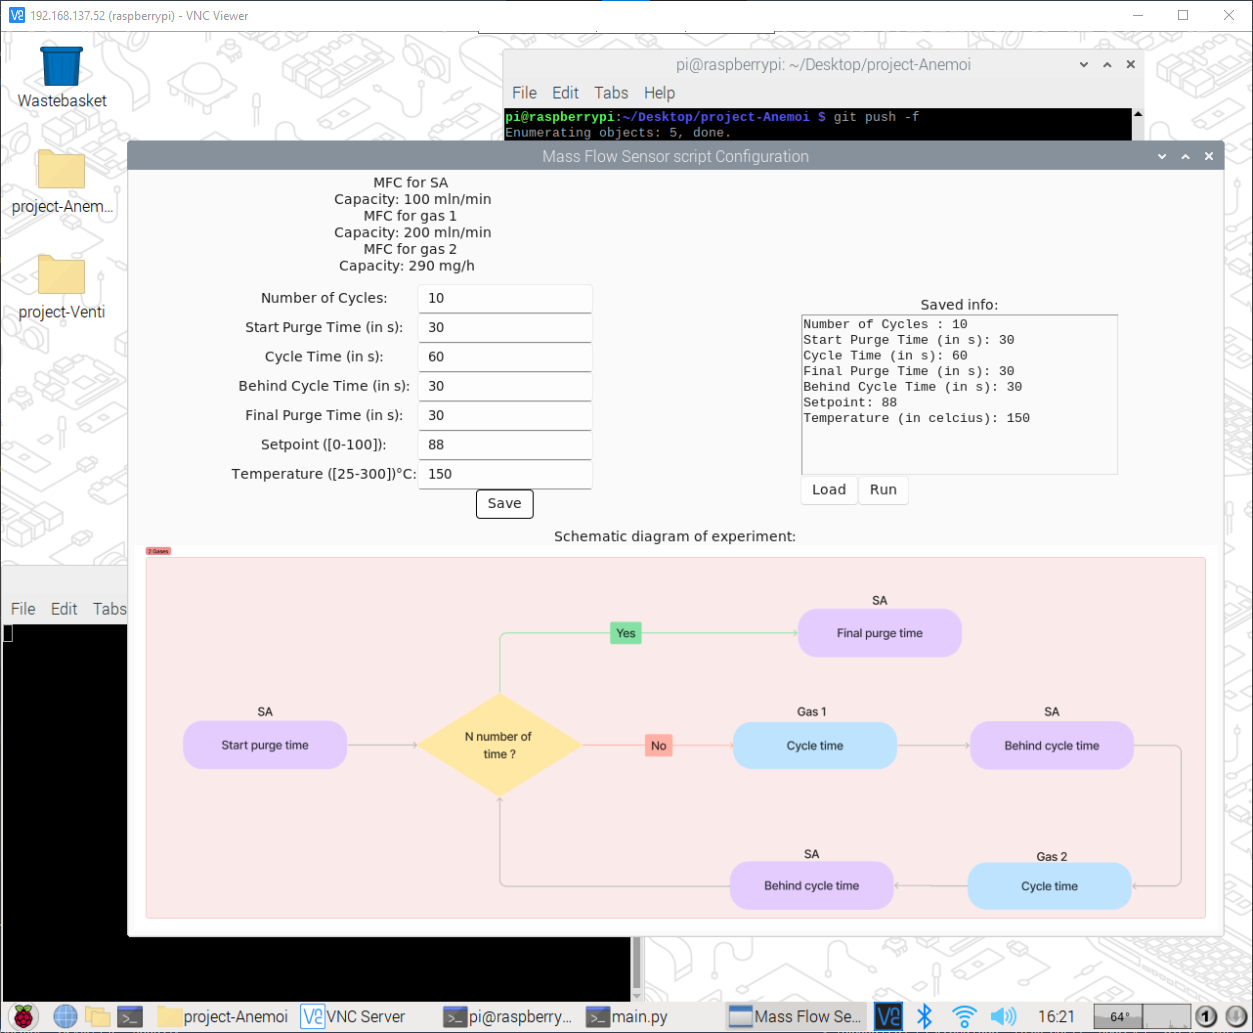 192.168.137.52 (raspberrypi) - VNC Viewer
Wastebasket
project-Anem...
project-Venti
pi@raspberrypi: ~/Desktop/project-Anemoi
File Edit Tabs Help
pi@raspberrypi:~/Desktop/project-Anemoi $ git push -f
Enumerating objects: 5, done.
Mass Flow Sensor script Configuration
MFC for SA
Capacity: 100 mln/min
MFC for gas 1
Capacity: 200 mln/min
MFC for gas 2
Capacity: 290 mg/h
Number of Cycles: 10
Start Purge Time (in s): 30
Cycle Time (in s): 60
Behind Cycle Time (in s): 30
Final Purge Time (in s): 30
Setpoint ([0-100]): 88
Temperature ([25-300])°C: 150
Save
Saved info:
Number of Cycles : 10
Start Purge Time (in s): 30
Cycle Time (in s): 60
Final Purge Time (in s): 30
Behind Cycle Time (in s): 30
Setpoint: 88
Temperature (in celcius): 150
Load Run
Schematic diagram of experiment:
2 Gases
SA
Final purge time
Yes
SA
Start purge time
N number of
time ?
No
Gas 1
Cycle time
SA
Behind cycle time
SA
Behind cycle time
Gas 2
Cycle time
File Edit Tabs
project-Anemoi
VNC Server
pi@raspberry...
main.py
Mass Flow Se...
16:21
64°
1